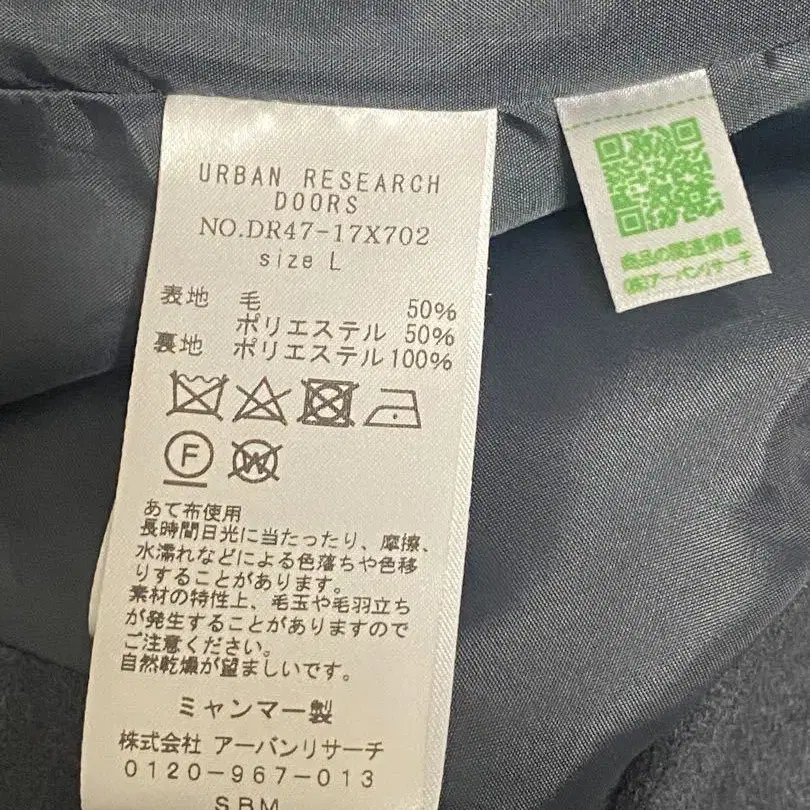 URBAN RESEARCH
DOORS
NO.DR47-17X702
size L
表地 毛 50%
ポリエステル 50%
裏地 ポリエステル 100%
F
W
あて布使用
長時間日光に当たったり、摩擦、
水濡れなどによる色落ちや色移
りすることがあります。
素材の特性上、毛玉や毛羽立ち
が発生することがありますので
ご注意ください。
自然乾燥が望ましいです。
ミャンマー製
株式会社 アーバンリサーチ
0120-967-013
SBM
商品の関連情報
(株)アーバンリサーチ